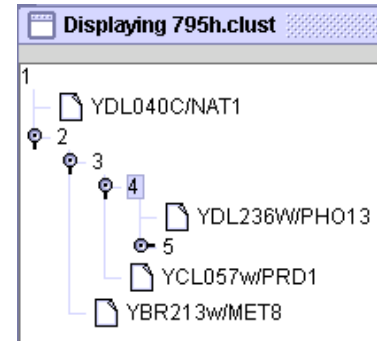 Displaying 795h.clust
1
YDL040C/NAT1
2
3
4
YDL236W/PHO13
5
YCL057w/PRD1
YBR213w/MET8